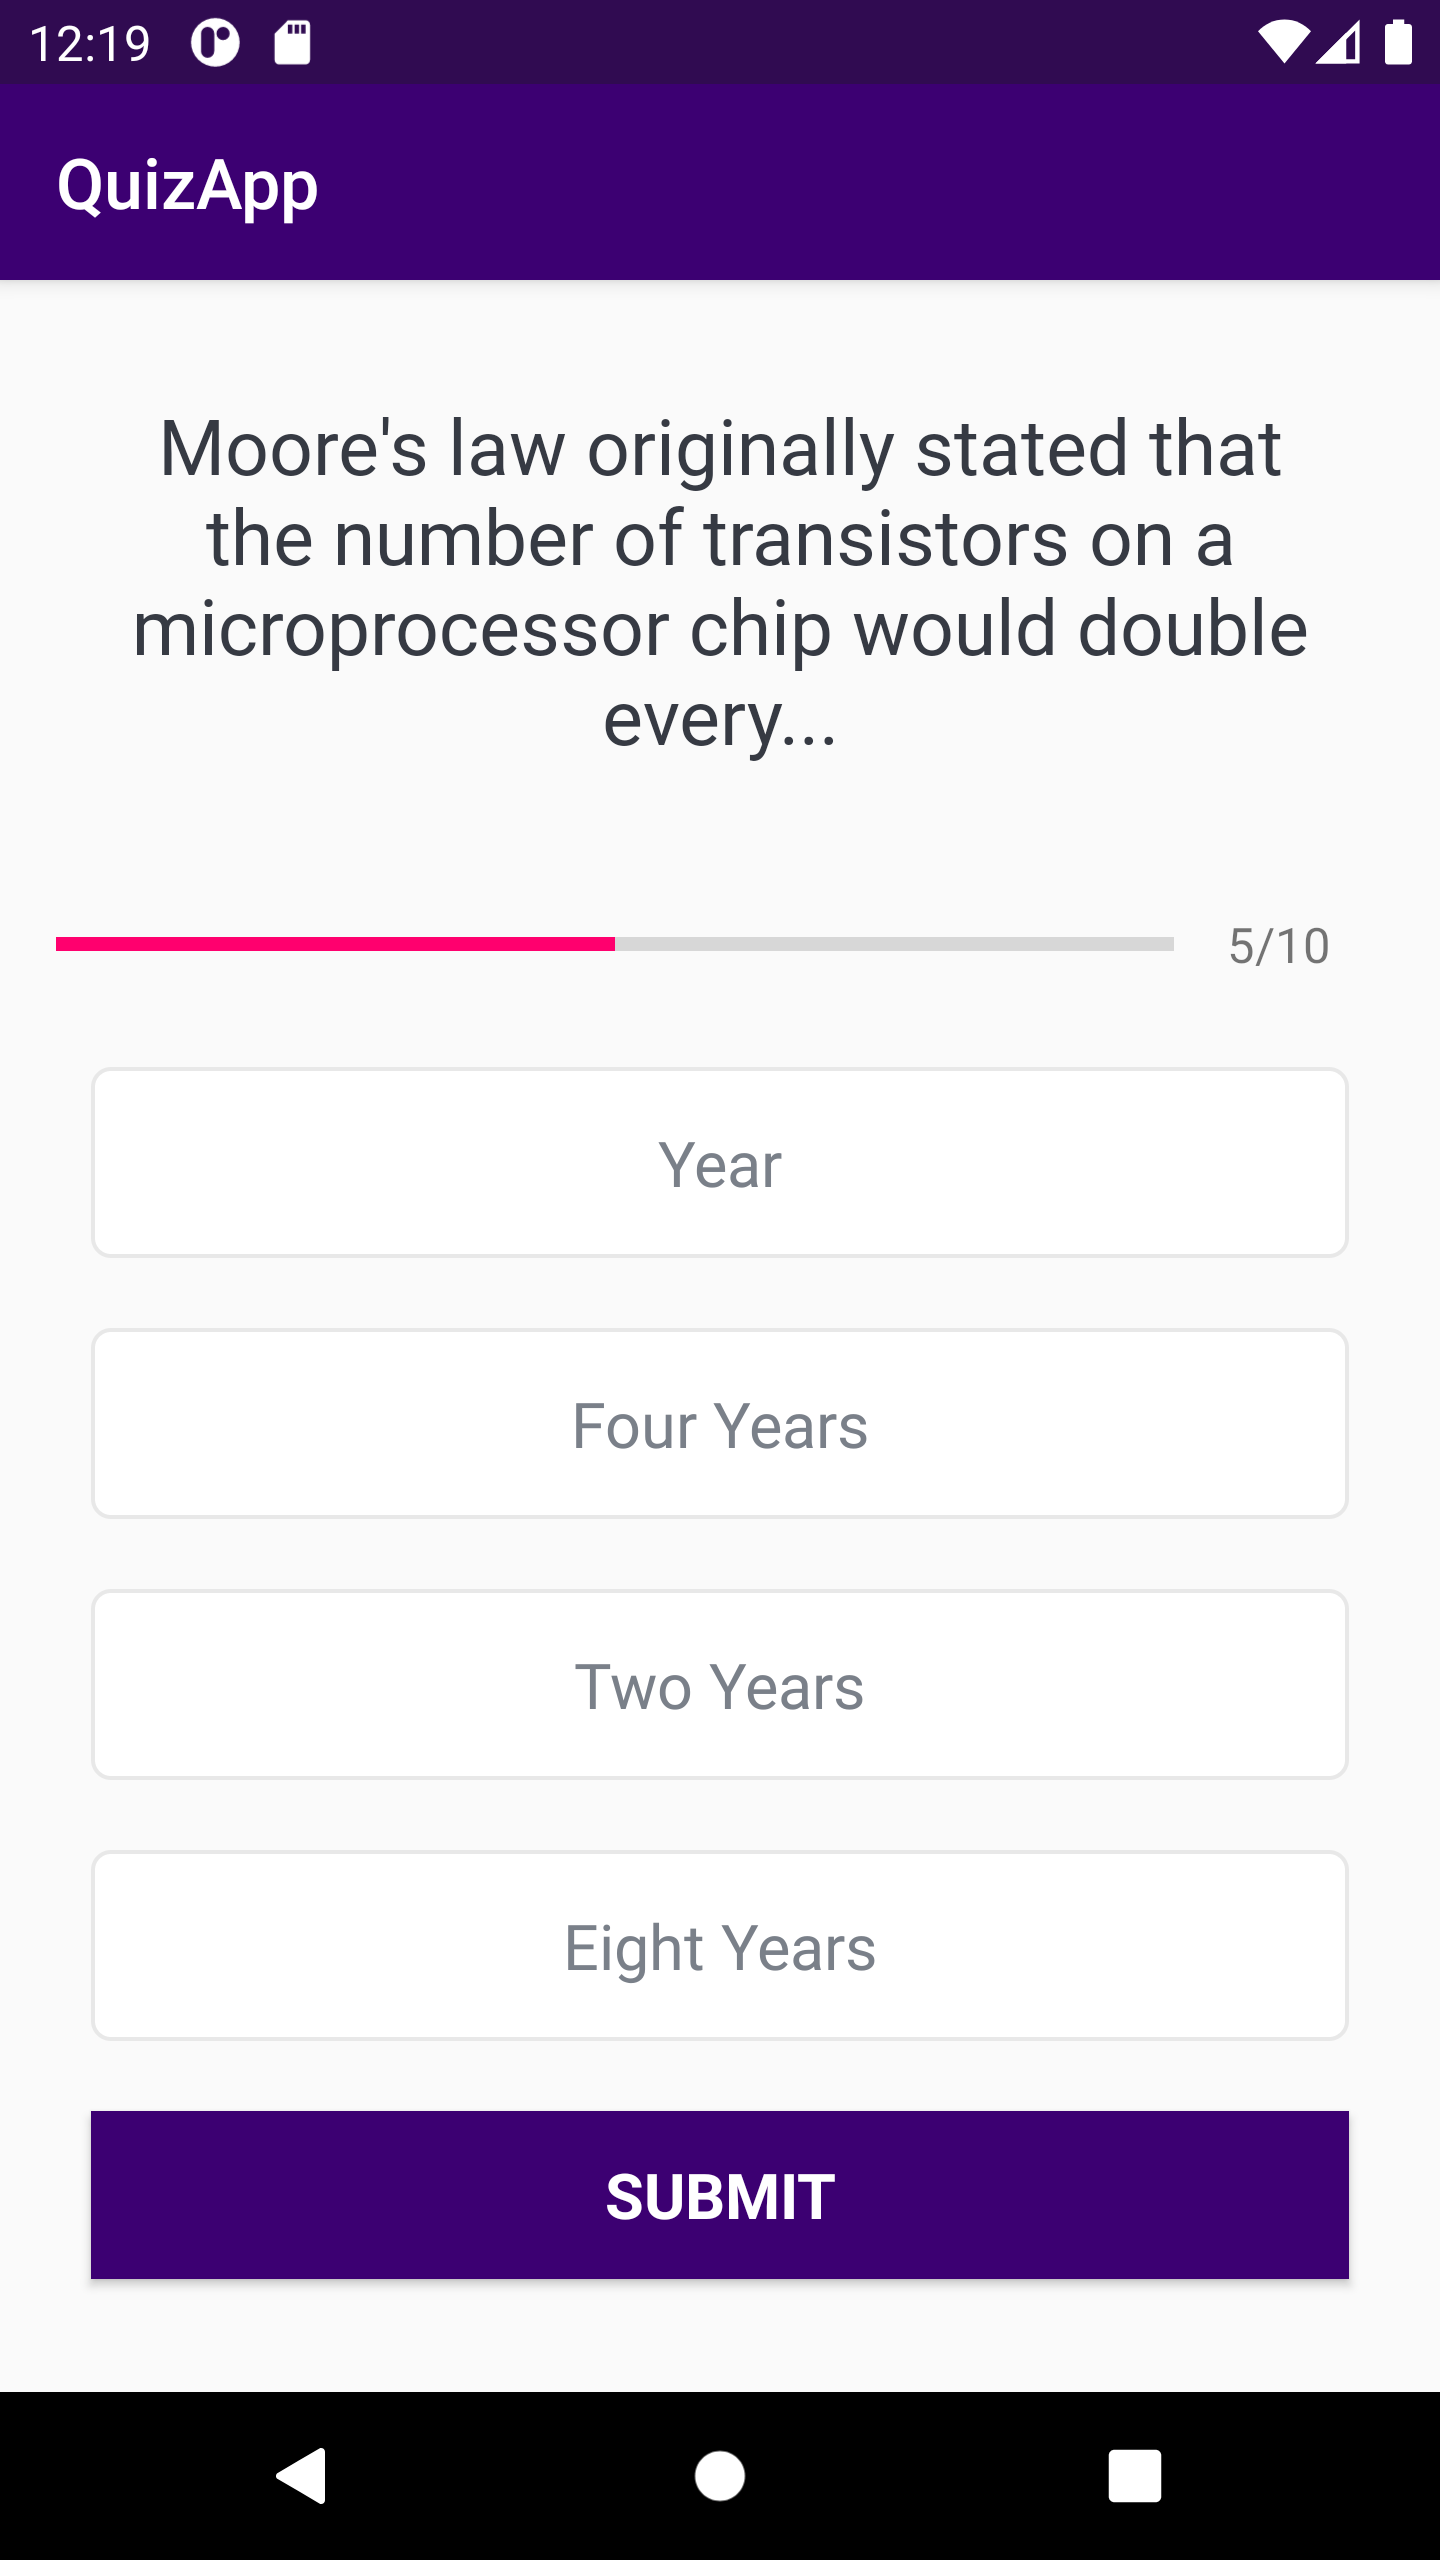 12:19
QuizApp
Moore's law originally stated that
the number of transistors on a
microprocessor chip would double
every...
5/10
Year
Four Years
Two Years
Eight Years
SUBMIT